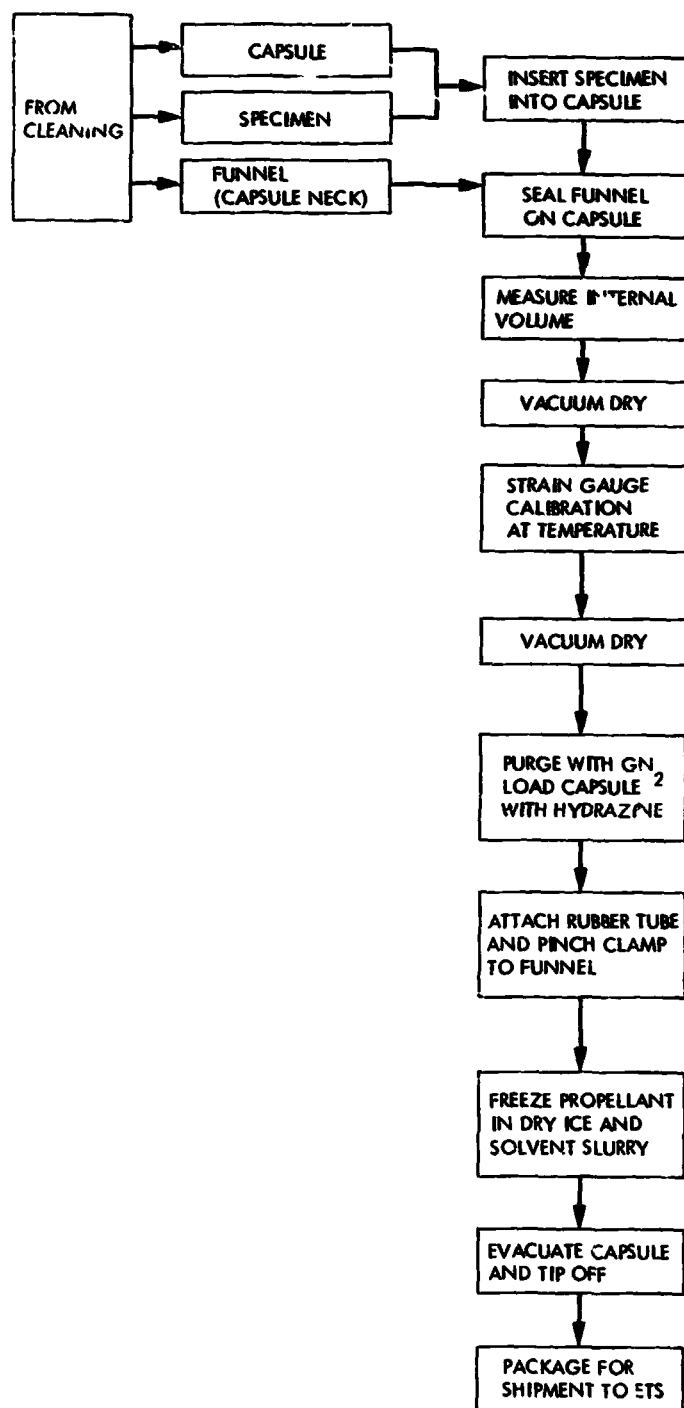 FROM
CLEANING
CAPSULE
SPECIMEN
FUNNEL
(CAPSULE NECK)
INSERT SPECIMEN
INTO CAPSULE
SEAL FUNNEL
ON CAPSULE
MEASURE INTERNAL
VOLUME
VACUUM DRY
STRAIN GAUGE
CALIBRATION
AT TEMPERATURE
VACUUM DRY
PURGE WITH GN2
LOAD CAPSULE
WITH HYDRAZINE
ATTACH RUBBER TUBE
AND PINCH CLAMP
TO FUNNEL
FREEZE PROPELLANT
IN DRY ICE AND
SOLVENT SLURRY
EVACUATE CAPSULE
AND TIP OFF
PACKAGE FOR
SHIPMENT TO ETS